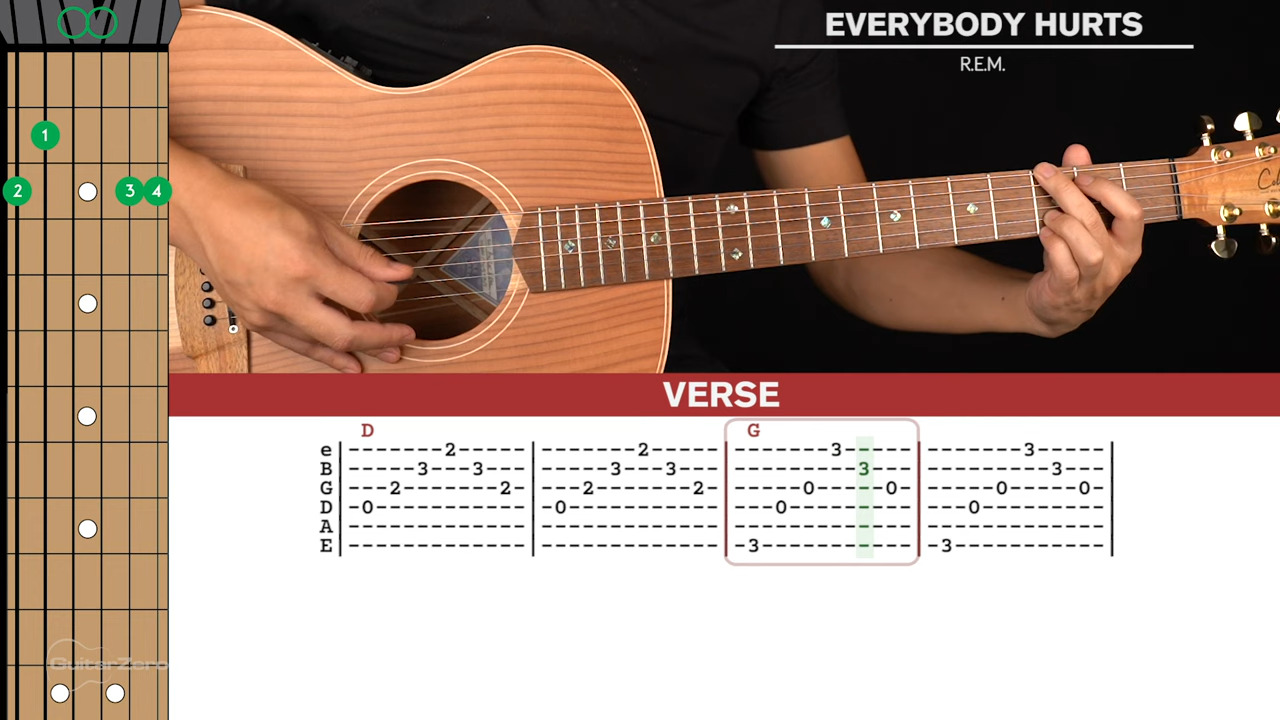 EVERYBODY HURTS
R.E.M.
1
2 3 4
VERSE
D G
e|------2---|------2---|------3----|-----3----|
B|----3---3--|----3---3--|-------3--|-------3--|
G|--2-------2-|--2-------2-|----0-----0-|----0-----0-|
D|-0---------|-0---------|--0-------|--0-------|
A|----------|----------|----------|----------|
E|----------|----------|-3--------|-3--------|
GuitarZero